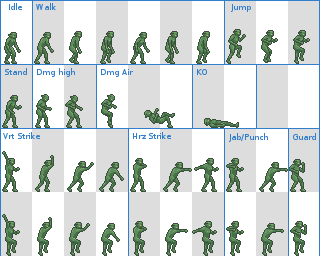 Idle Walk Jump
Stand Dmg high Dmg Air KO
Vrt Strike Hrz Strike Jab/Punch Guard